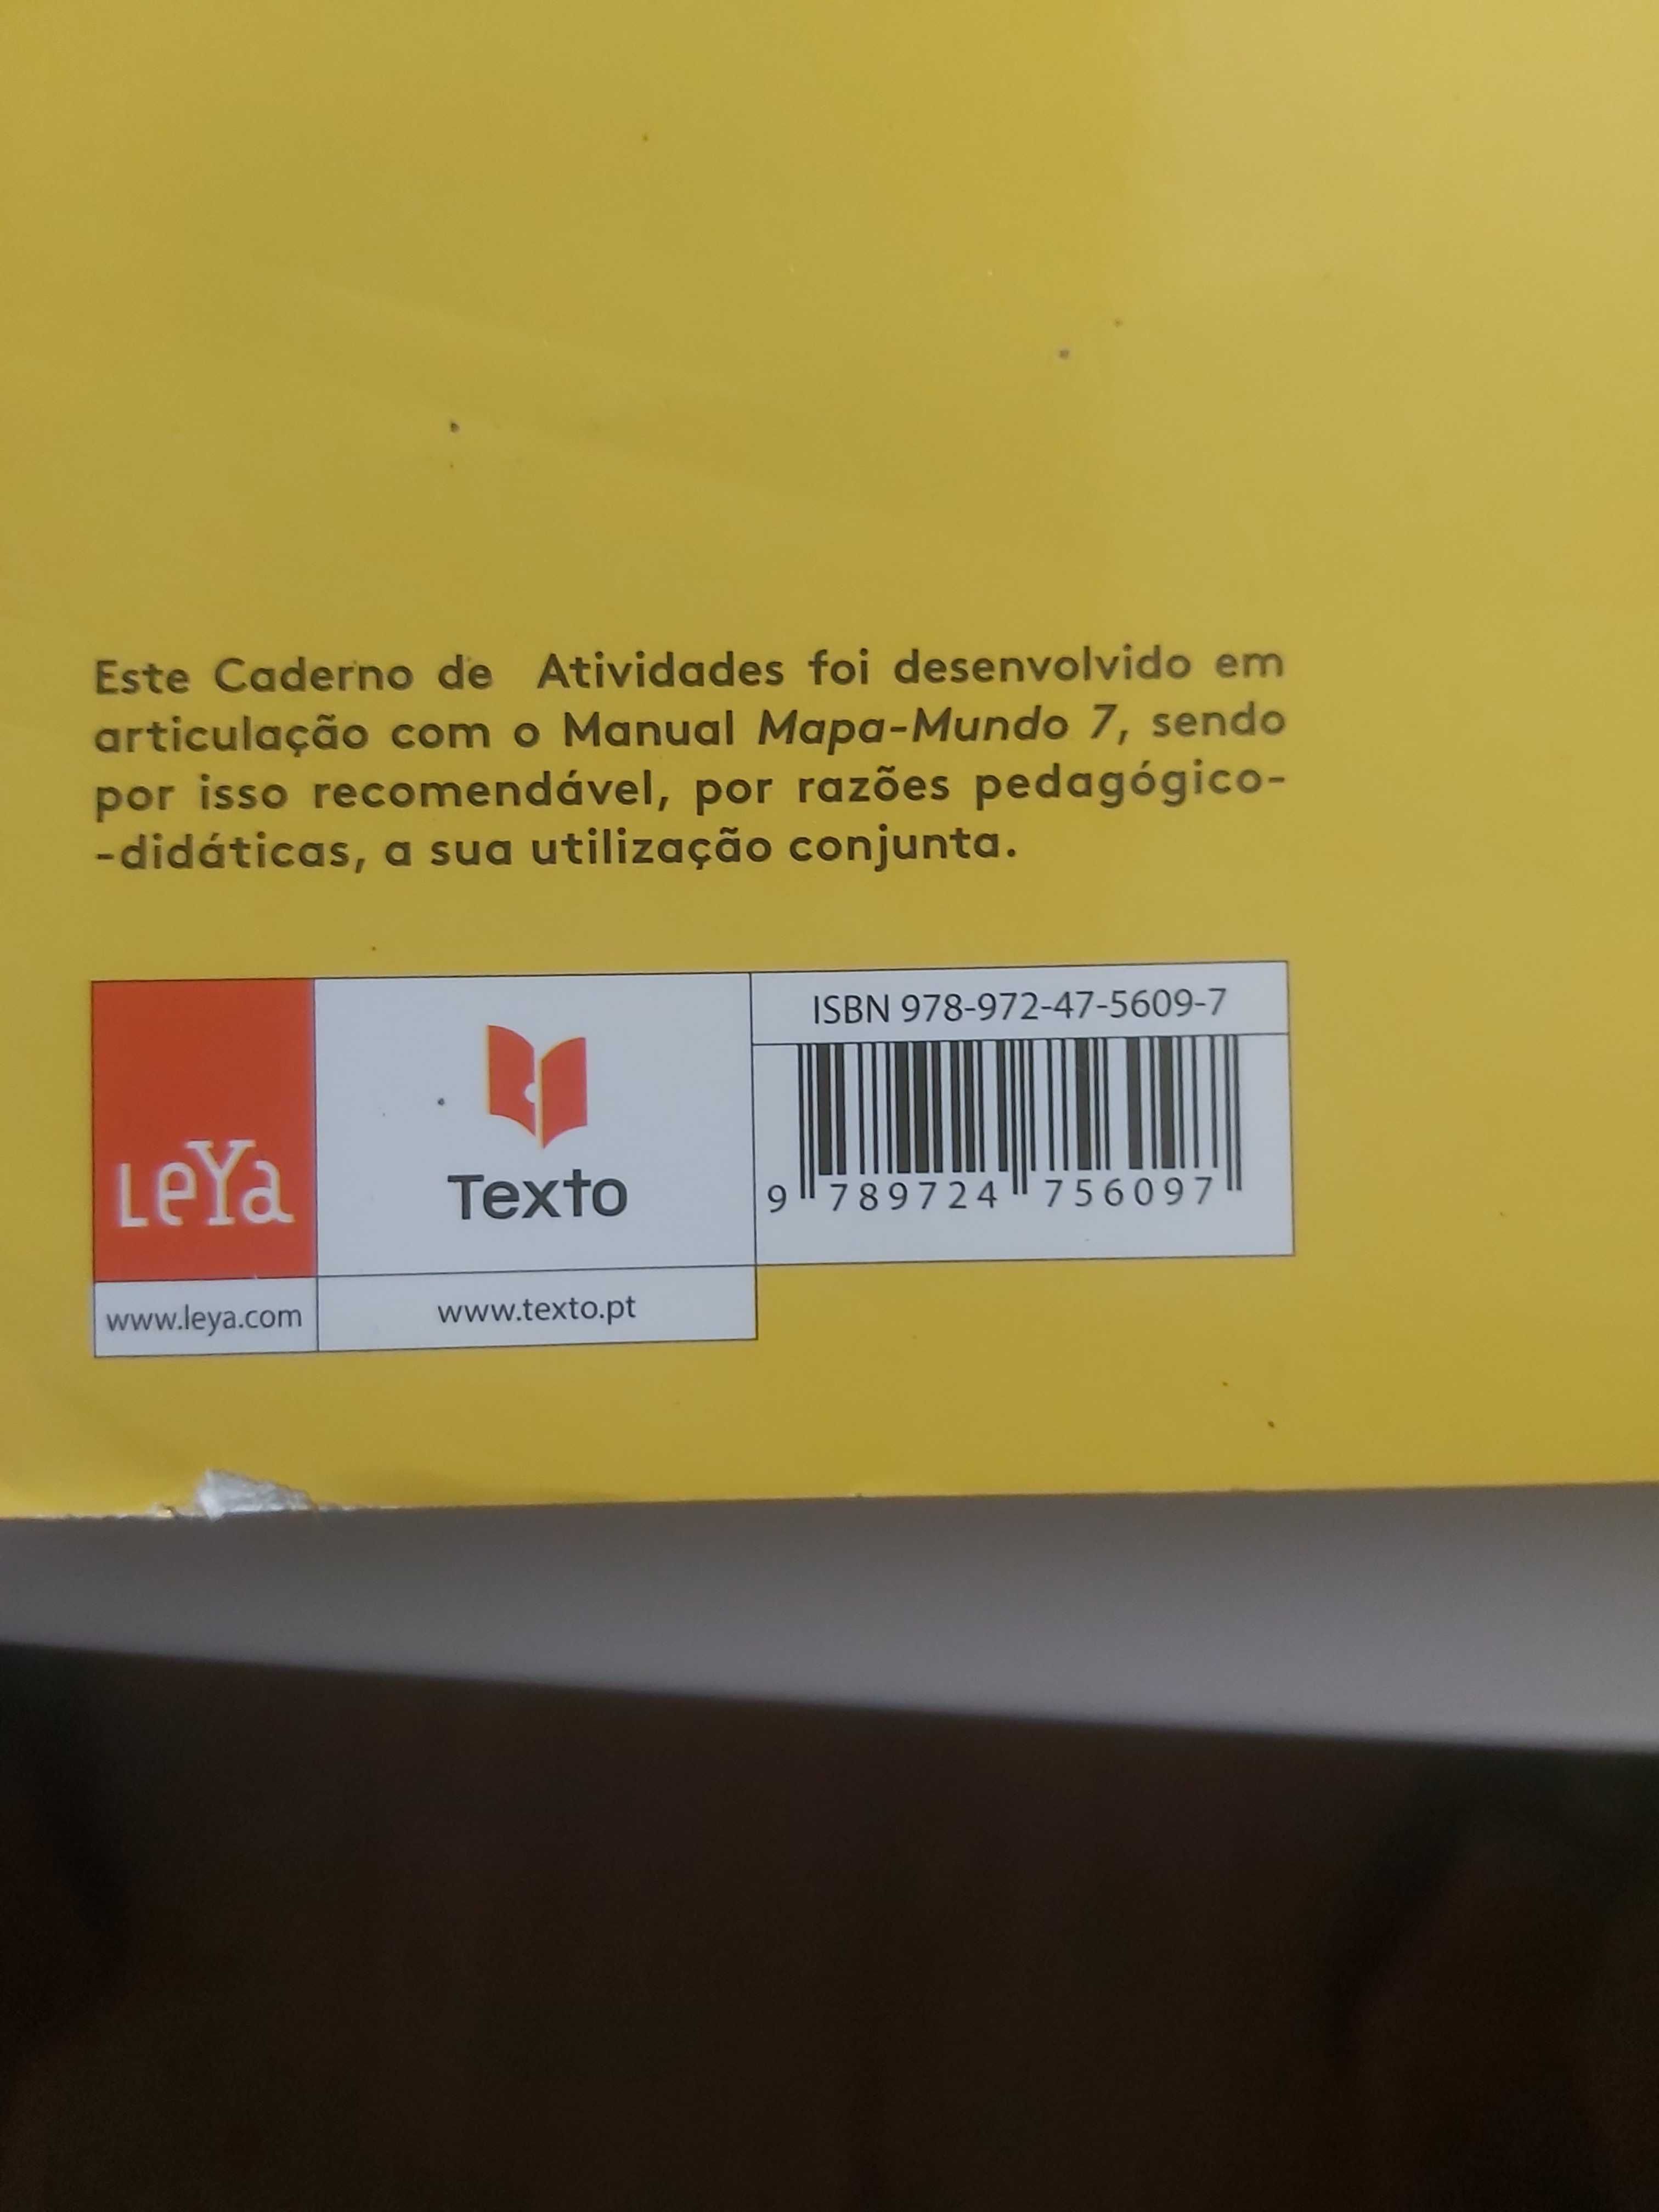 Este Caderno de Atividades foi desenvolvido em
articulação com o Manual Mapa-Mundo 7, sendo
por isso recomendável, por razões pedagógico-
-didáticas, a sua utilização conjunta.
LeYa
www.leya.com
Texto
www.texto.pt
ISBN 978-972-47-5609-7
9 789724 756097